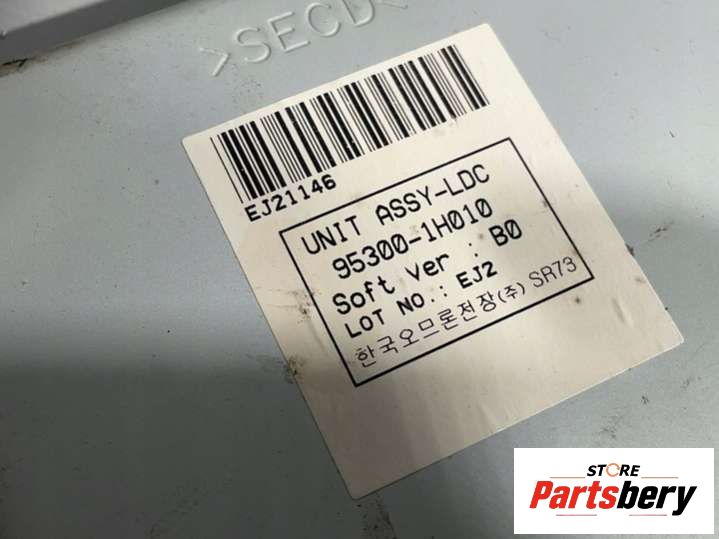 >SECD<
EJ21146
UNIT ASSY-LDC
95300-1H010
Soft ver : B0
LOT NO.: EJ2
한국오므론전장(주) SR73
STORE
Partsbery